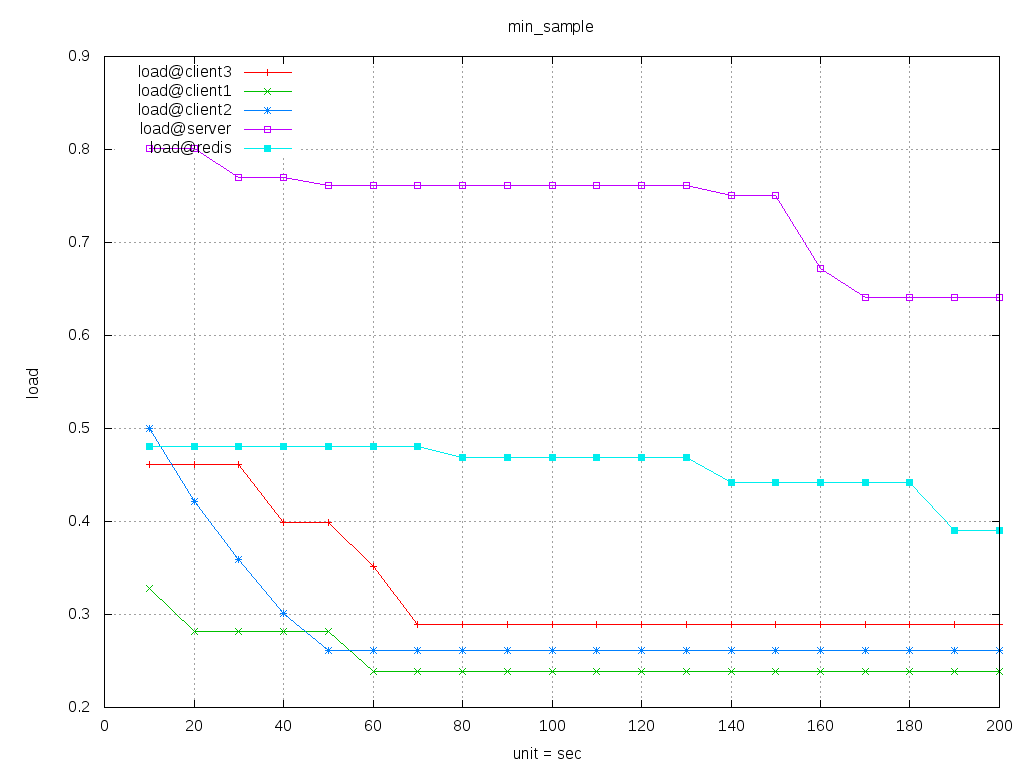 min_sample
0.9
load@client3
load@client1
load@client2
load@server
load@redis
0.8
0.7
0.6
load
0.5
0.4
0.3
0.2
0 20 40 60 80 100 120 140 160 180 200
unit = sec